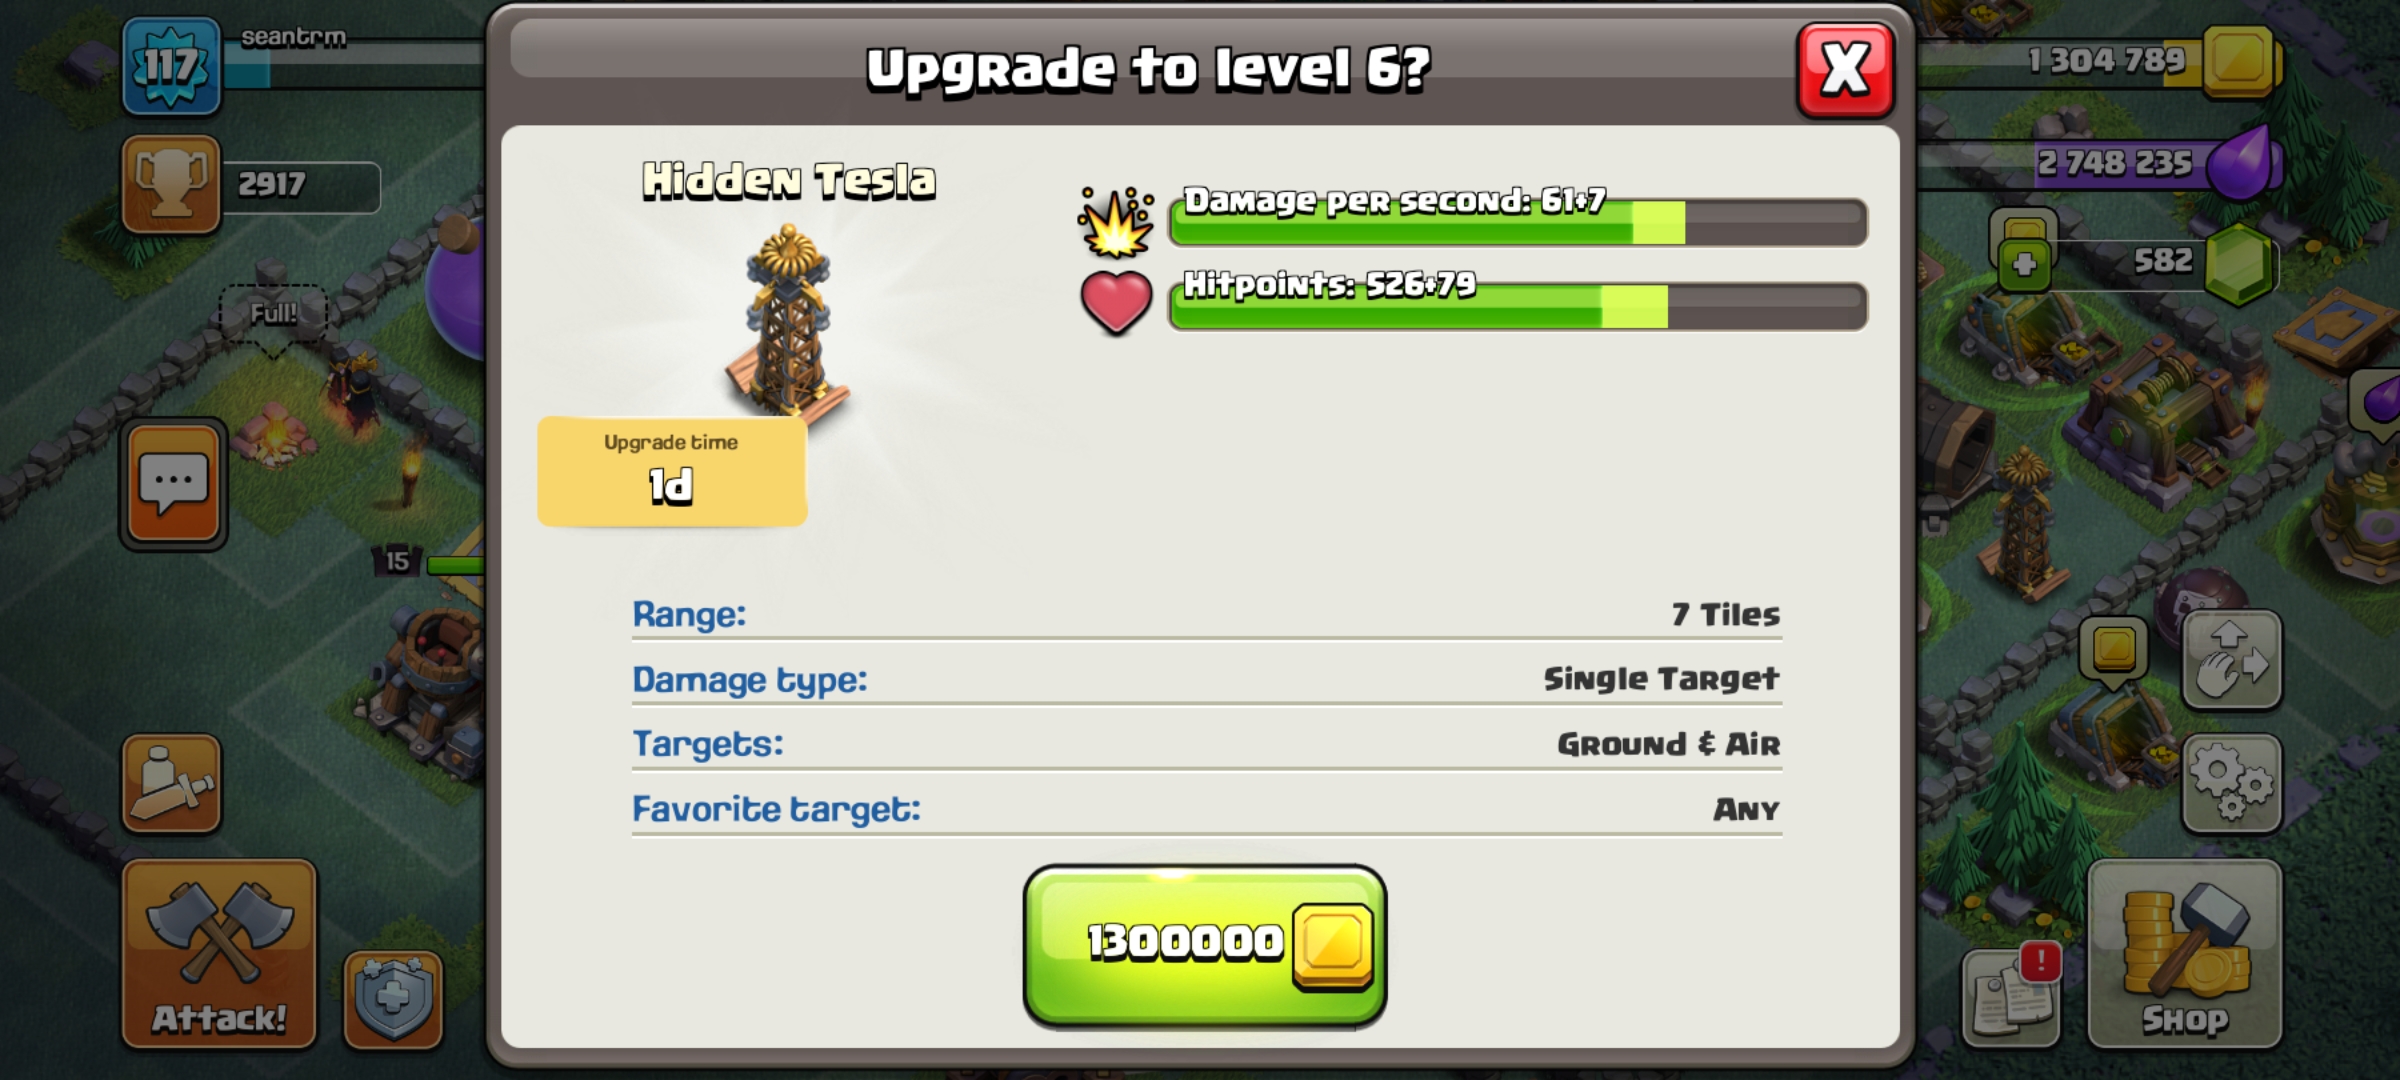 117
seantrm
Upgrade to level 6?
X
1 304 789
2917
Hidden Tesla
Damage per second: 61+7
2 748 235
Hitpoints: 526+79
582
Full!
Upgrade time
1d
15
Range: 7 Tiles
Damage type: Single Target
Targets: Ground & Air
Favorite target: Any
1300000
!
Attack!
Shop